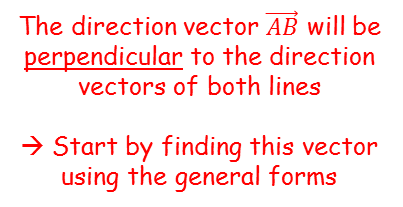 The direction vector AB will be
perpendicular to the direction
vectors of both lines
→ Start by finding this vector
using the general forms